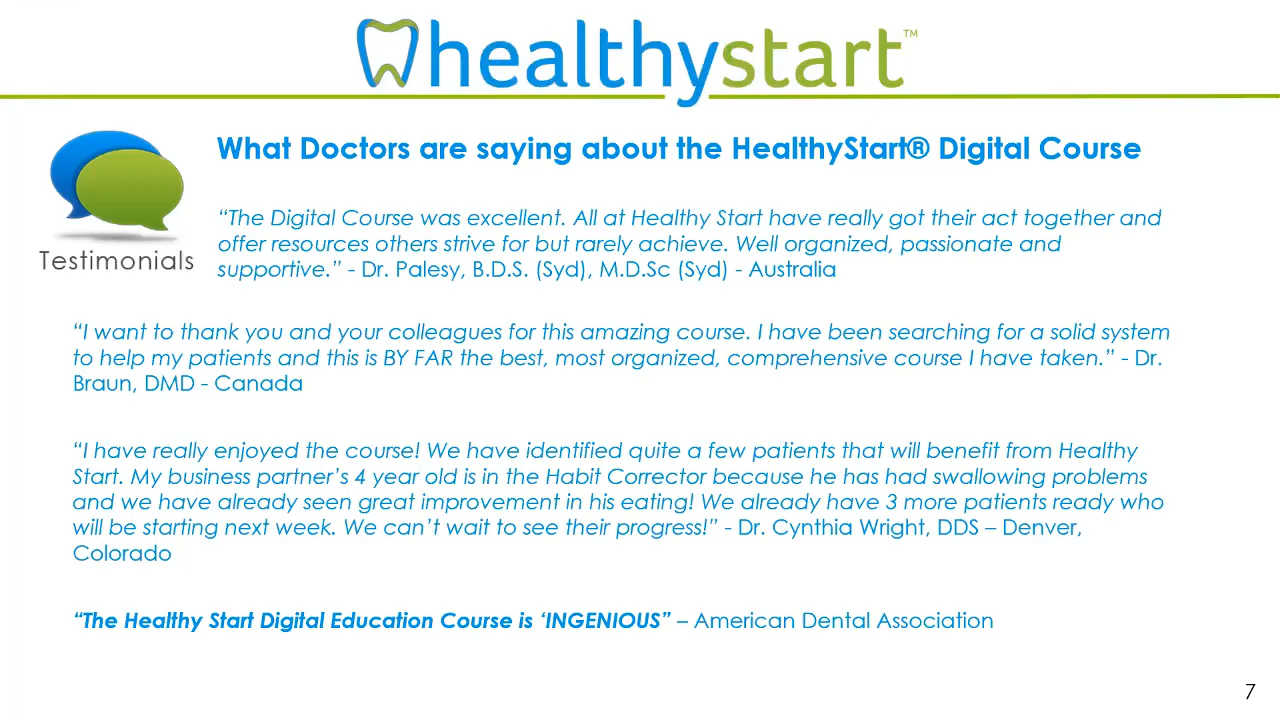 healthystart™
What Doctors are saying about the HealthyStart® Digital Course
Testimonials
“The Digital Course was excellent. All at Healthy Start have really got their act together and
offer resources others strive for but rarely achieve. Well organized, passionate and
supportive.” - Dr. Palesy, B.D.S. (Syd), M.D.Sc (Syd) - Australia
“I want to thank you and your colleagues for this amazing course. I have been searching for a solid system
to help my patients and this is BY FAR the best, most organized, comprehensive course I have taken.” - Dr.
Braun, DMD - Canada
“I have really enjoyed the course! We have identified quite a few patients that will benefit from Healthy
Start. My business partner’s 4 year old is in the Habit Corrector because he has had swallowing problems
and we have already seen great improvement in his eating! We already have 3 more patients ready who
will be starting next week. We can’t wait to see their progress!” - Dr. Cynthia Wright, DDS – Denver,
Colorado
“The Healthy Start Digital Education Course is ‘INGENIOUS” – American Dental Association
7